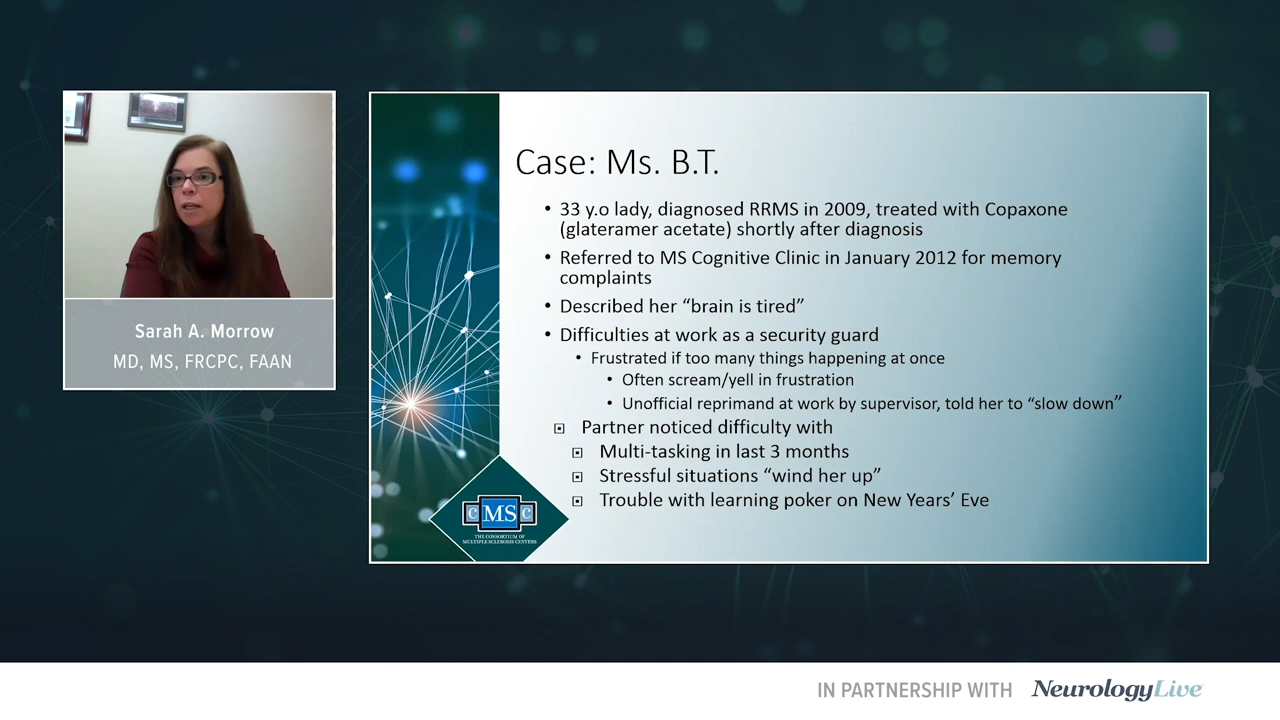 Case: Ms. B.T.
• 33 y.o lady, diagnosed RRMS in 2009, treated with Copaxone
(glateramer acetate) shortly after diagnosis
• Referred to MS Cognitive Clinic in January 2012 for memory
complaints
• Described her “brain is tired”
• Difficulties at work as a security guard
• Frustrated if too many things happening at once
• Often scream/yell in frustration
• Unofficial reprimand at work by supervisor, told her to “slow down”
Partner noticed difficulty with
Multi-tasking in last 3 months
Stressful situations “wind her up”
Trouble with learning poker on New Years’ Eve
Sarah A. Morrow
MD, MS, FRCPC, FAAN
CMSC
THE CONSORTIUM OF
MULTIPLE SCLEROSIS CENTERS
IN PARTNERSHIP WITH NeurologyLive